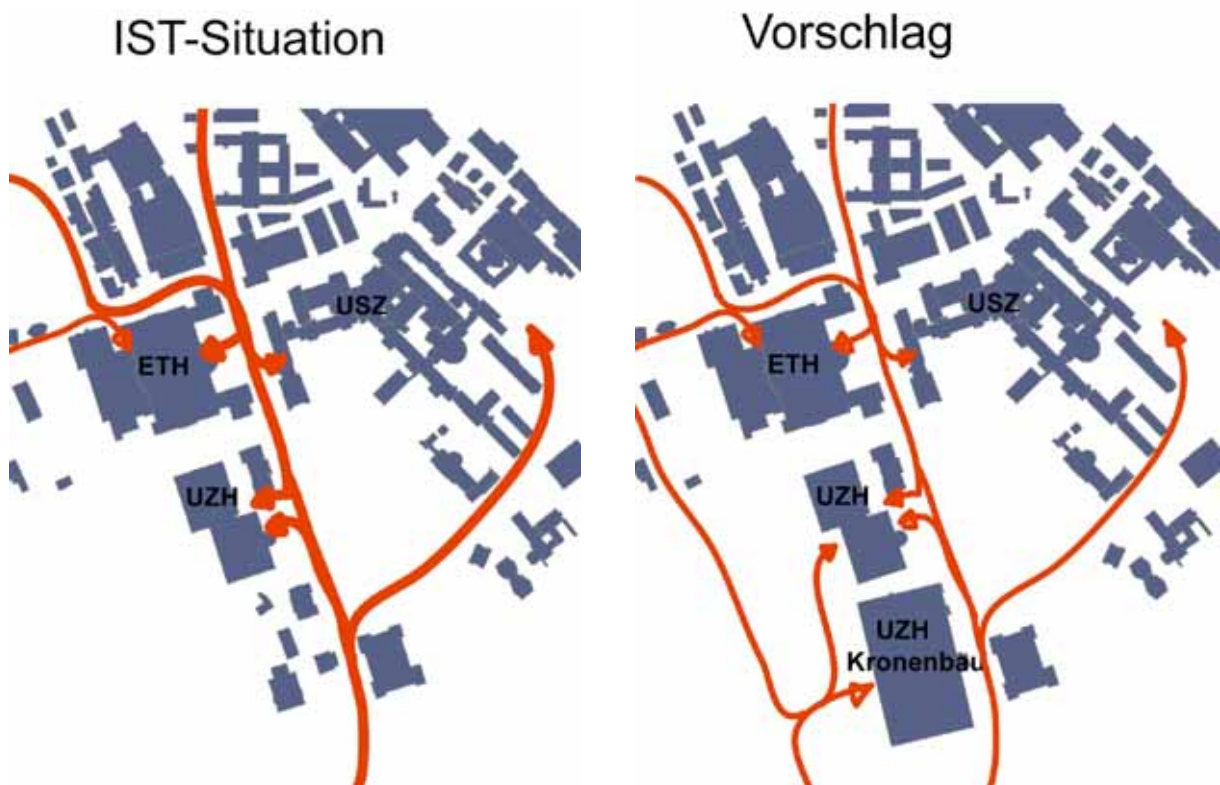 IST-Situation
USZ
ETH
UZH
Vorschlag
USZ
ETH
UZH
UZH
Kronenbau